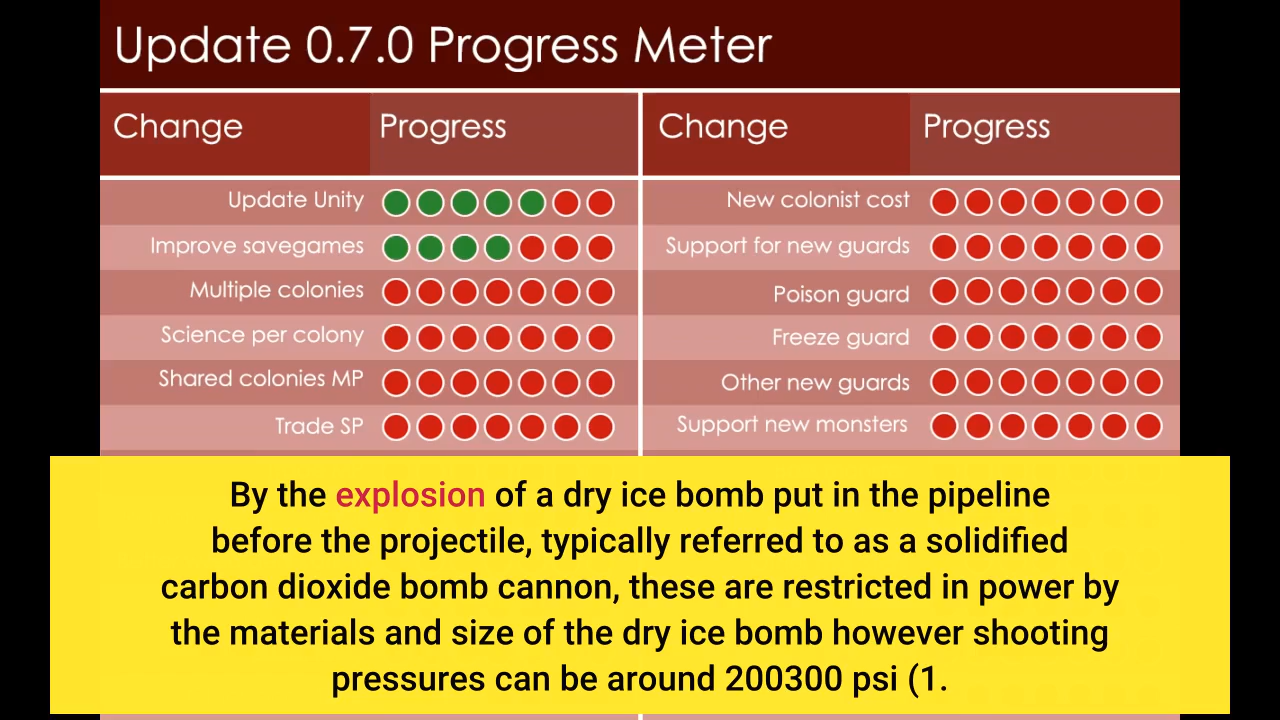 Update 0.7.0 Progress Meter
Change Progress Change Progress
Update Unity New colonist cost
Improve savegames Support for new guards
Multiple colonies Poison guard
Science per colony Freeze guard
Shared colonies MP Other new guards
Trade SP Support new monsters
By the explosion of a dry ice bomb put in the pipeline
before the projectile, typically referred to as a solidified
carbon dioxide bomb cannon, these are restricted in power by
the materials and size of the dry ice bomb however shooting
pressures can be around 200300 psi (1.